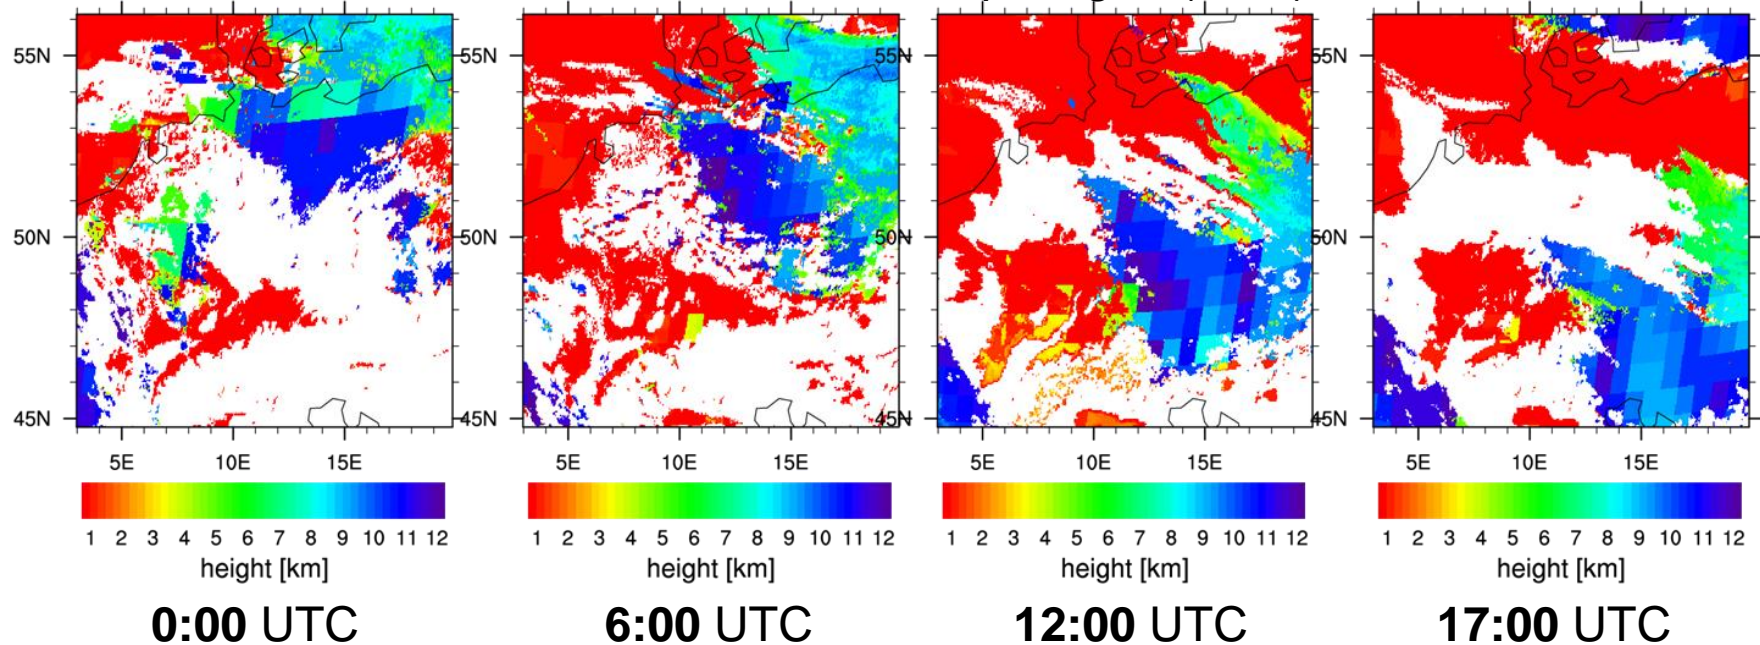 55N 55N 55N 55N
50N 50N 50N 50N
45N 45N 45N 45N
5E 10E 15E 5E 10E 15E 5E 10E 15E 5E 10E 15E
1 2 3 4 5 6 7 8 9 10 11 12 1 2 3 4 5 6 7 8 9 10 11 12 1 2 3 4 5 6 7 8 9 10 11 12 1 2 3 4 5 6 7 8 9 10 11 12
height [km] height [km] height [km] height [km]
0:00 UTC 6:00 UTC 12:00 UTC 17:00 UTC